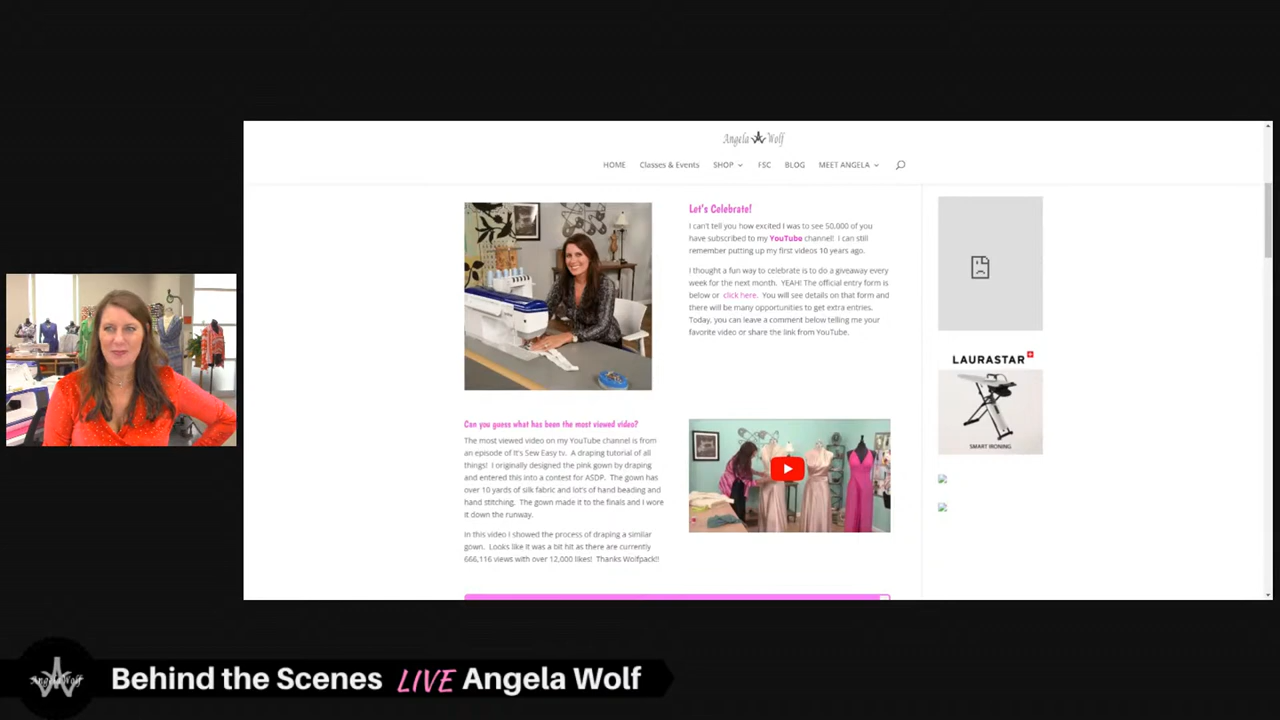 Angela Wolf
HOME Classes & Events SHOP FSC BLOG MEET ANGELA
Let's Celebrate!
I can't tell you how excited I was to see 50,000 of you
have subscribed to my YouTube channel! I can still
remember putting up my first videos 10 years ago.
I thought a fun way to celebrate is to do a giveaway every
week for the next month. YEAH! The official entry form is
below or click here. You will see details on that form and
there will be many opportunities to get extra entries.
Today, you can leave a comment below telling me your
favorite video or share the link from YouTube.
Can you guess what has been the most viewed video?
The most viewed video on my YouTube channel is from
an episode of It's Sew Easy tv. A draping tutorial of all
things! I originally designed the pink gown by draping
and entered this into a contest for ASDP. The gown has
over 10 yards of silk fabric and lot's of hand beading and
hand stitching. The gown made it to the finals and I wore
it down the runway.
In this video I showed the process of draping a similar
gown. Looks like it was a bit hit as there are currently
666,116 views with over 12,000 likes! Thanks Wolfpack!!
LAURASTAR
SMART IRONING
Angela Wolf
Behind the Scenes LIVE Angela Wolf